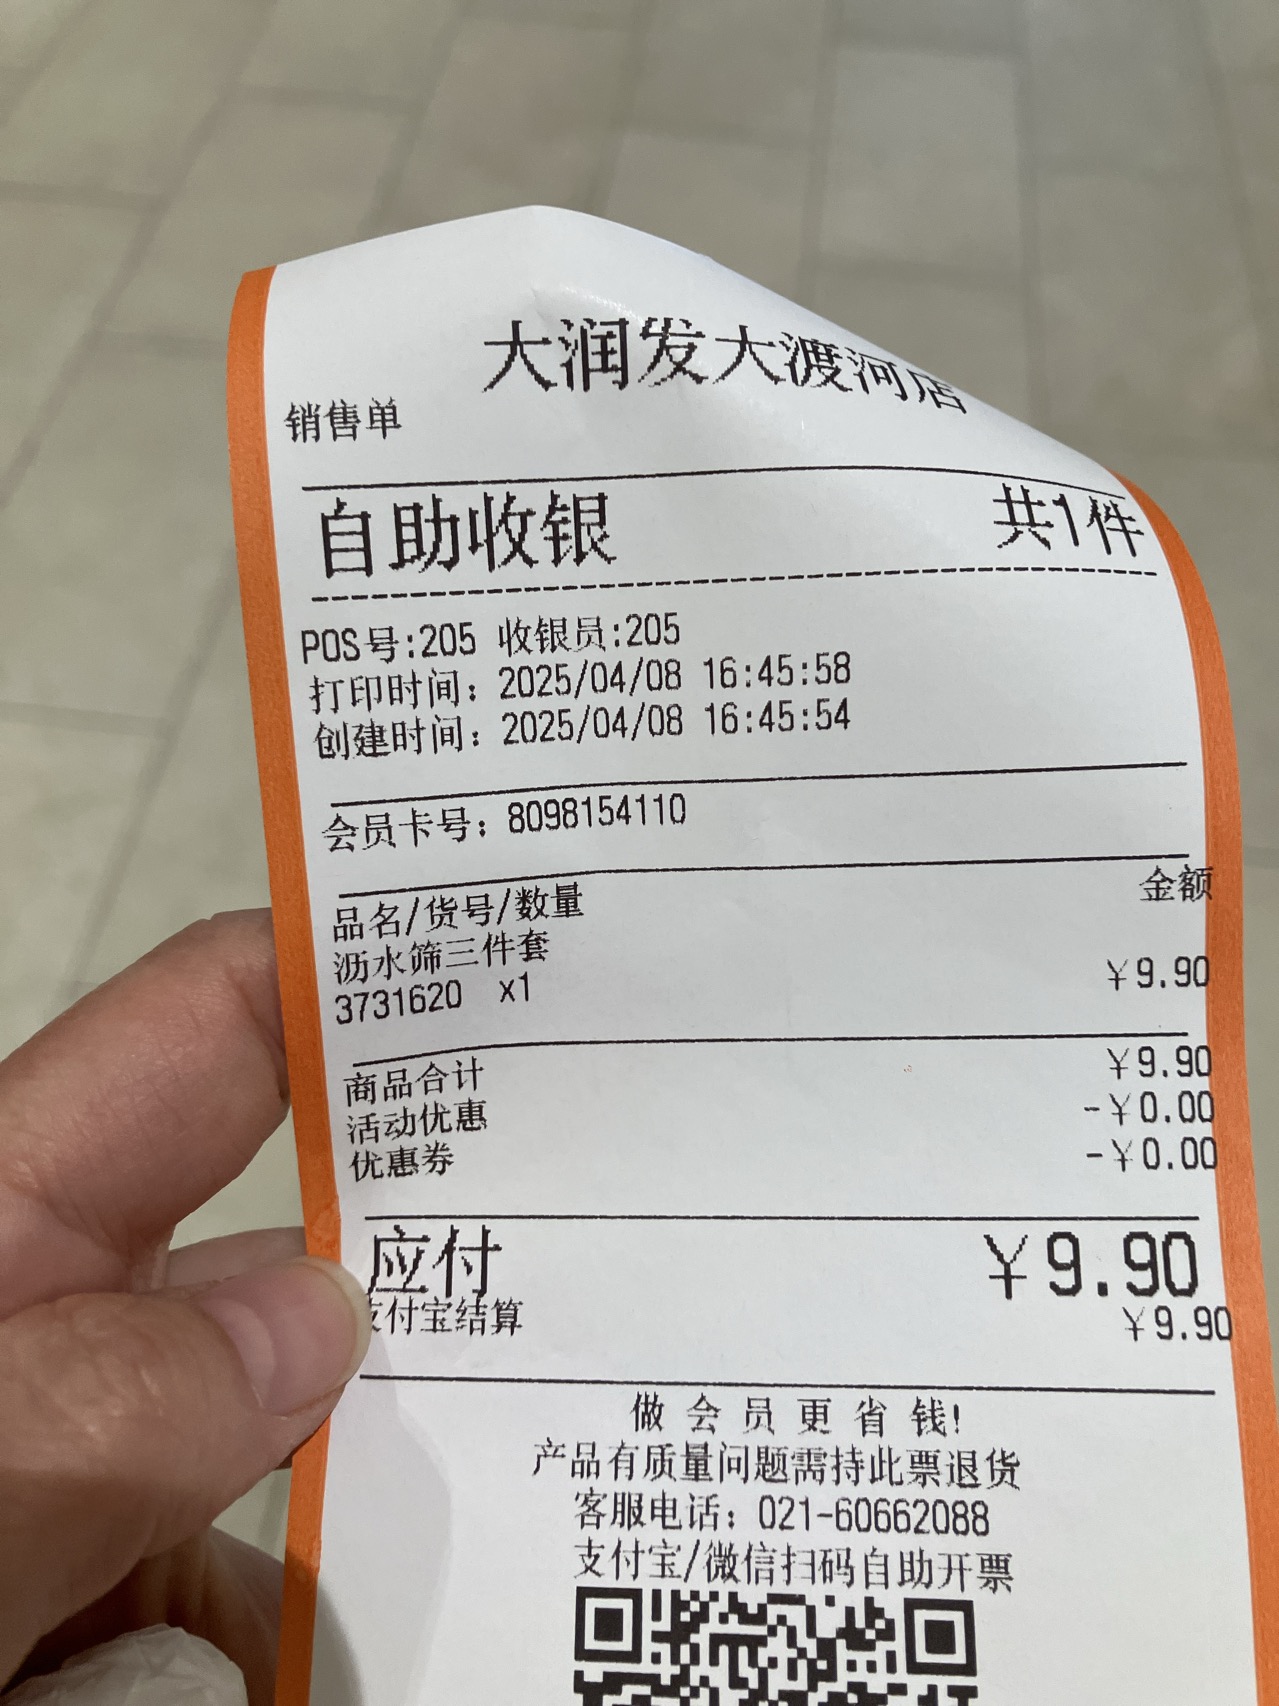 大润发大渡河店
销售单
自助收银 共1件
POS号:205 收银员:205
打印时间: 2025/04/08 16:45:58
创建时间: 2025/04/08 16:45:54
会员卡号: 8098154110
品名/货号/数量 金额
沥水筛三件套
3731620 x1 ¥9.90
商品合计 ¥9.90
活动优惠 -¥0.00
优惠券 -¥0.00
应付 ¥9.90
支付宝结算 ¥9.90
做会员更省钱!
产品有质量问题需持此票退货
客服电话: 021-60662088
支付宝/微信扫码自助开票